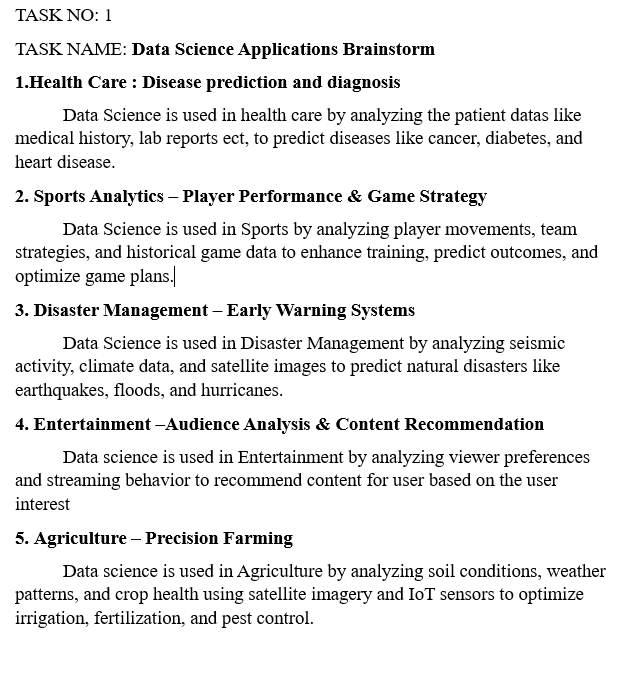 TASK NO: 1
TASK NAME: Data Science Applications Brainstorm
1.Health Care : Disease prediction and diagnosis
Data Science is used in health care by analyzing the patient datas like
medical history, lab reports ect, to predict diseases like cancer, diabetes, and
heart disease.
2. Sports Analytics – Player Performance & Game Strategy
Data Science is used in Sports by analyzing player movements, team
strategies, and historical game data to enhance training, predict outcomes, and
optimize game plans.
3. Disaster Management – Early Warning Systems
Data Science is used in Disaster Management by analyzing seismic
activity, climate data, and satellite images to predict natural disasters like
earthquakes, floods, and hurricanes.
4. Entertainment –Audience Analysis & Content Recommendation
Data science is used in Entertainment by analyzing viewer preferences
and streaming behavior to recommend content for user based on the user
interest
5. Agriculture – Precision Farming
Data science is used in Agriculture by analyzing soil conditions, weather
patterns, and crop health using satellite imagery and IoT sensors to optimize
irrigation, fertilization, and pest control.